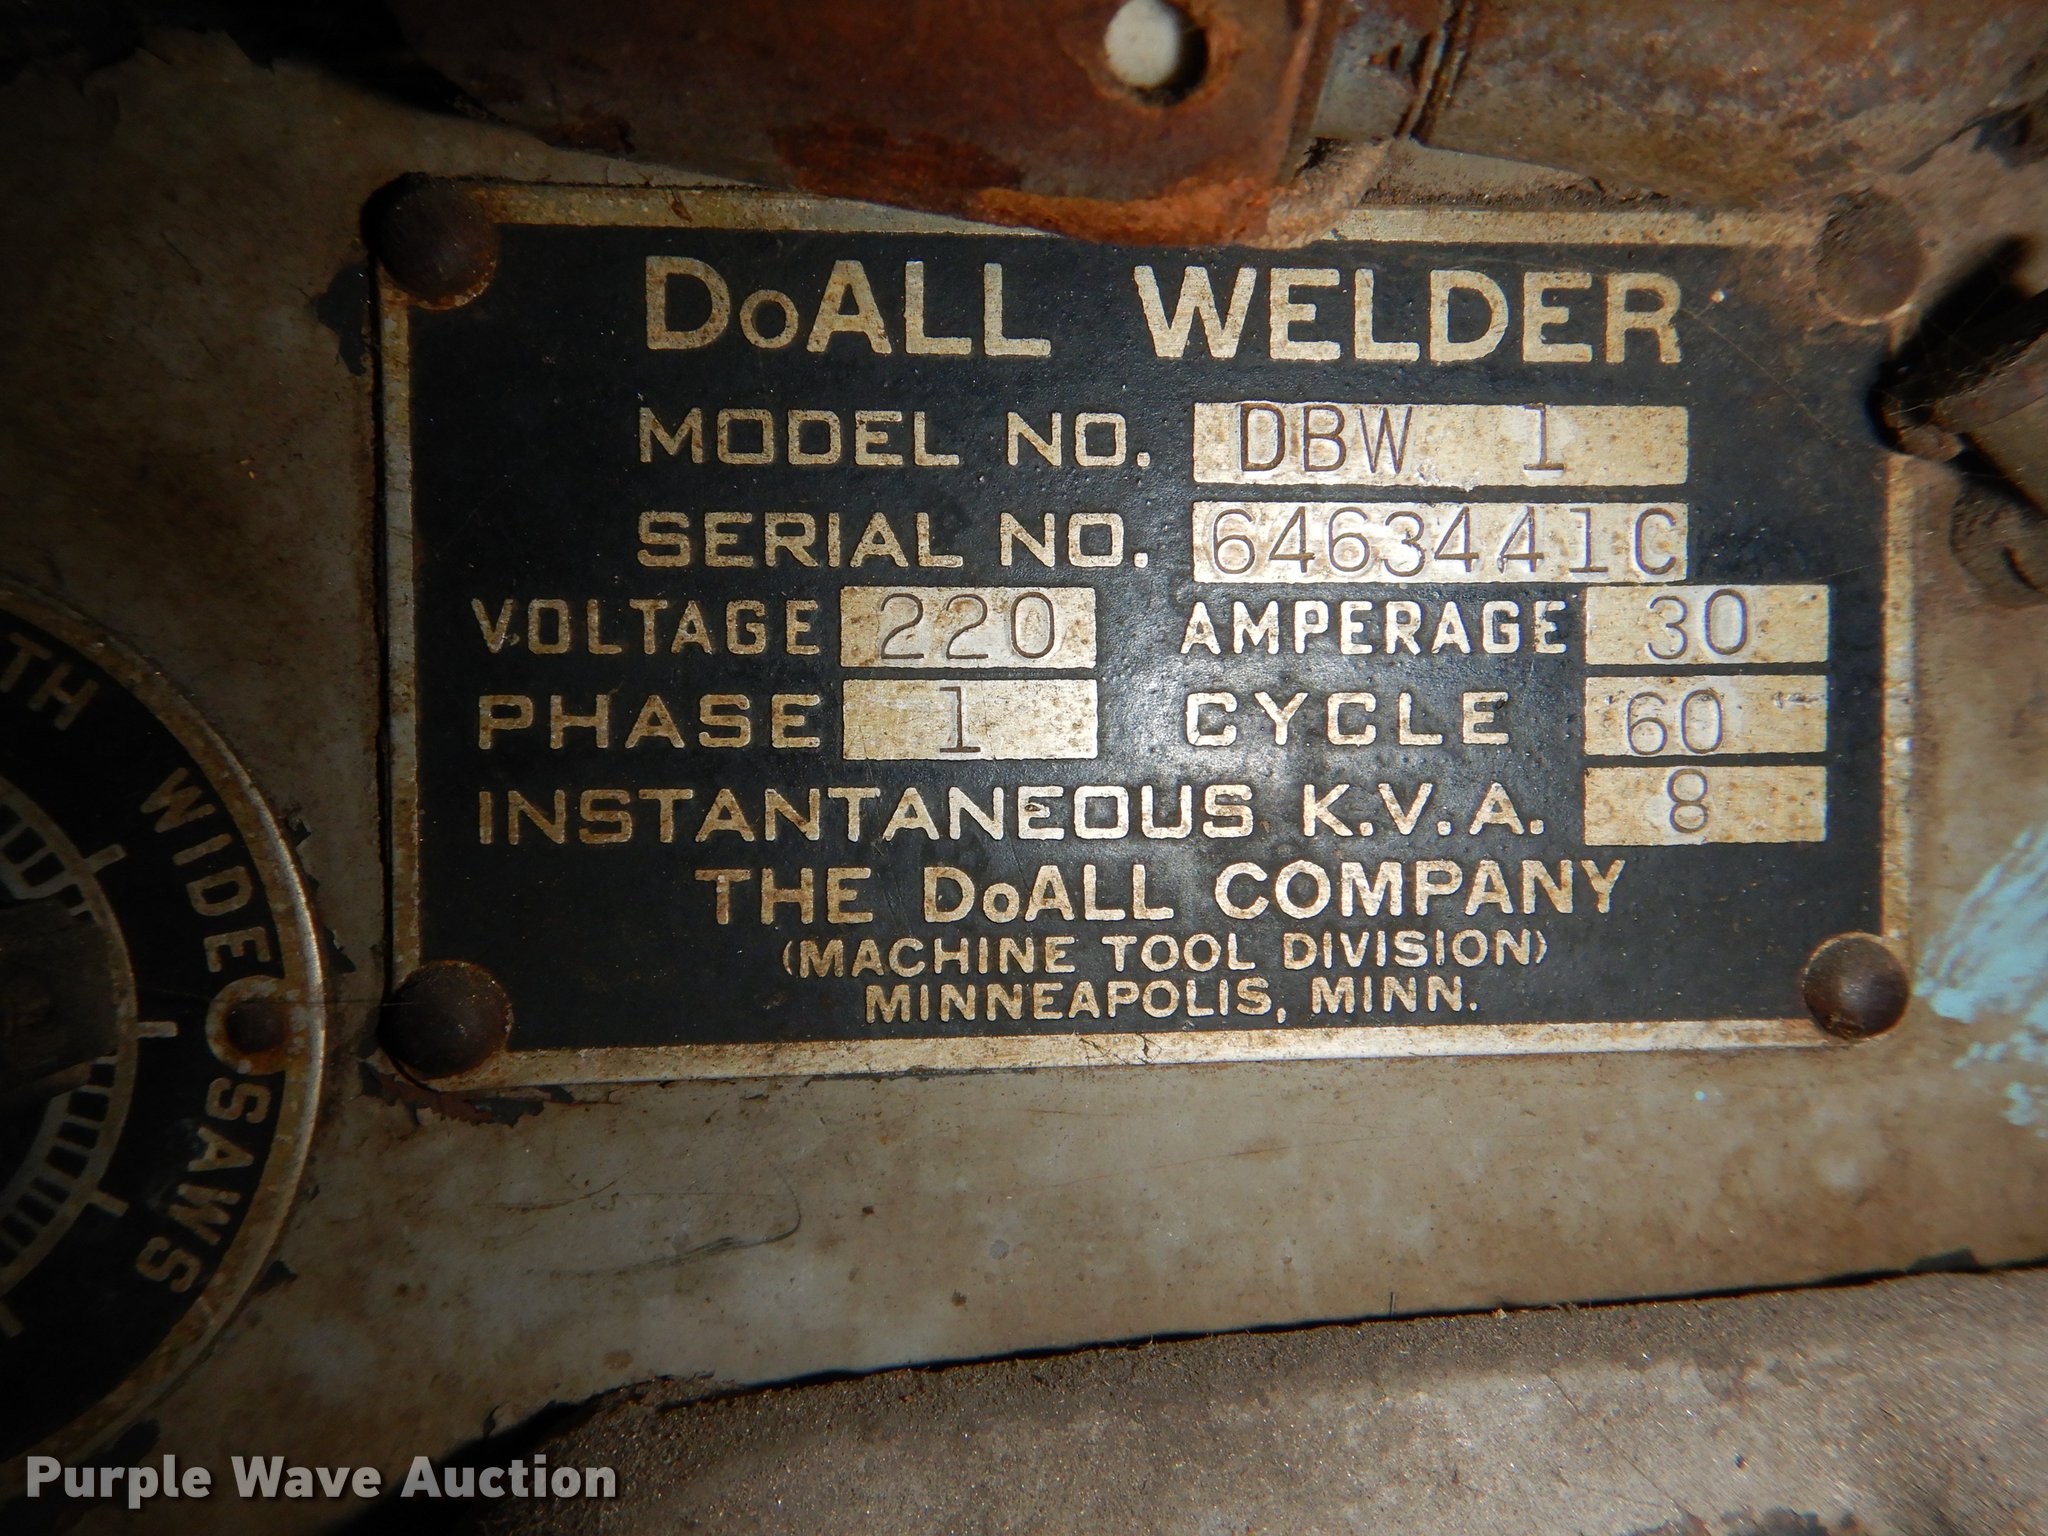 DoALL WELDER
MODEL NO. DBW 1
SERIAL NO. 6463441C
VOLTAGE 220 AMPERAGE 30
PHASE 1 CYCLE 60
INSTANTANEOUS K.V.A. 8
THE DoALL COMPANY
(MACHINE TOOL DIVISION)
MINNEAPOLIS, MINN.
WIDE SAWS
Purple Wave Auction